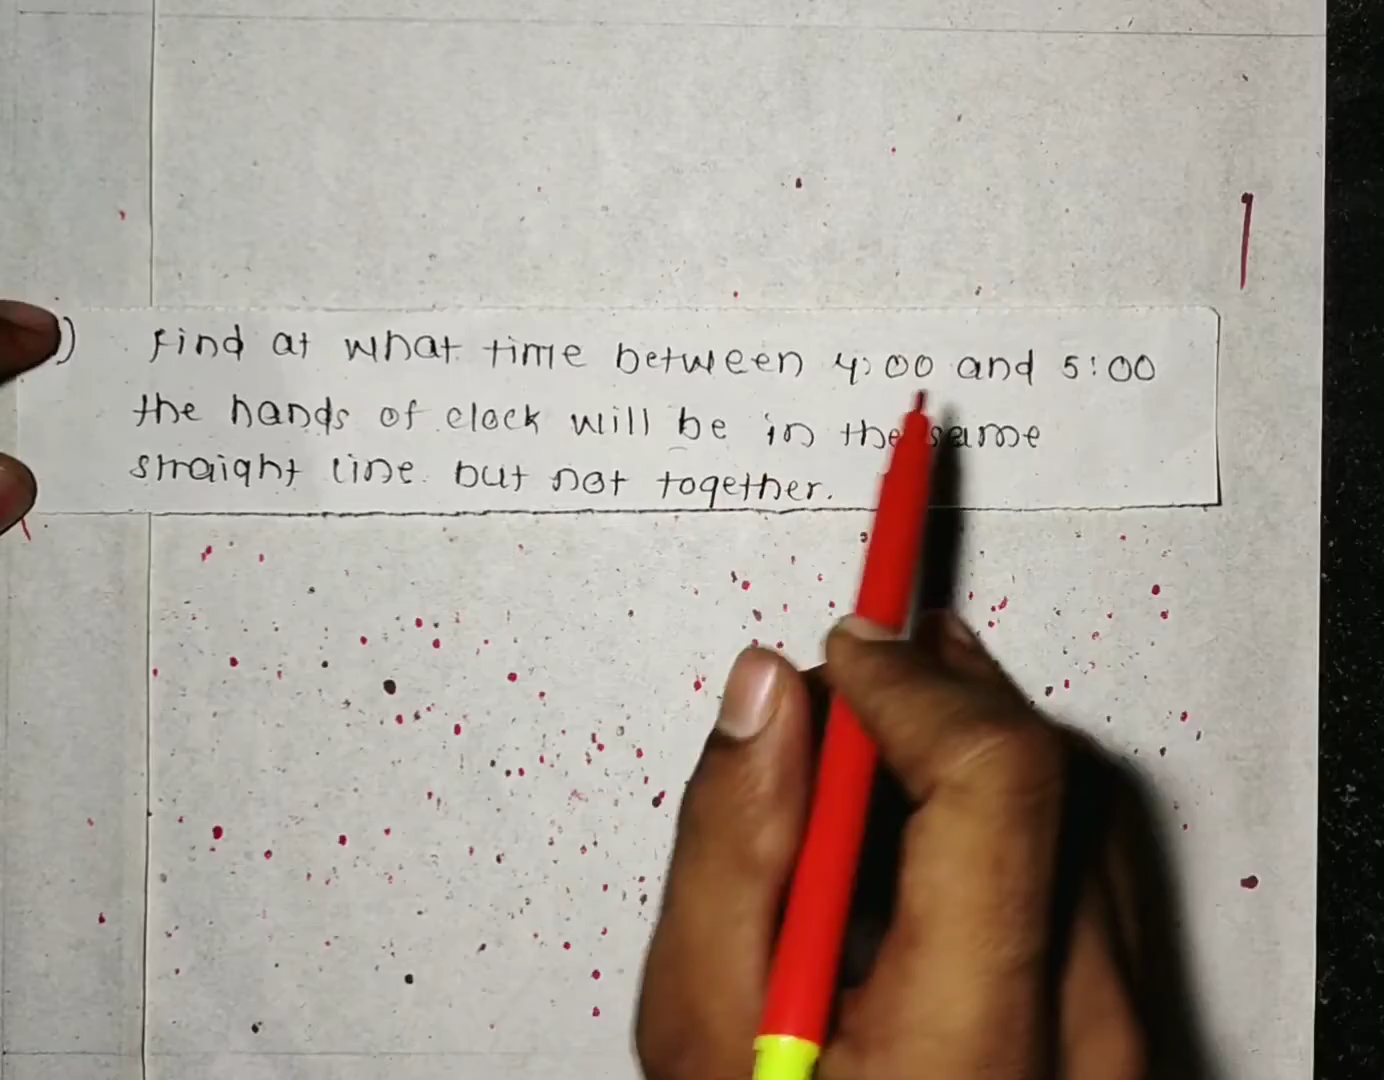 ) Find at what time between 4:00 and 5:00
the hands of clock will be in the same
straight line but not together.